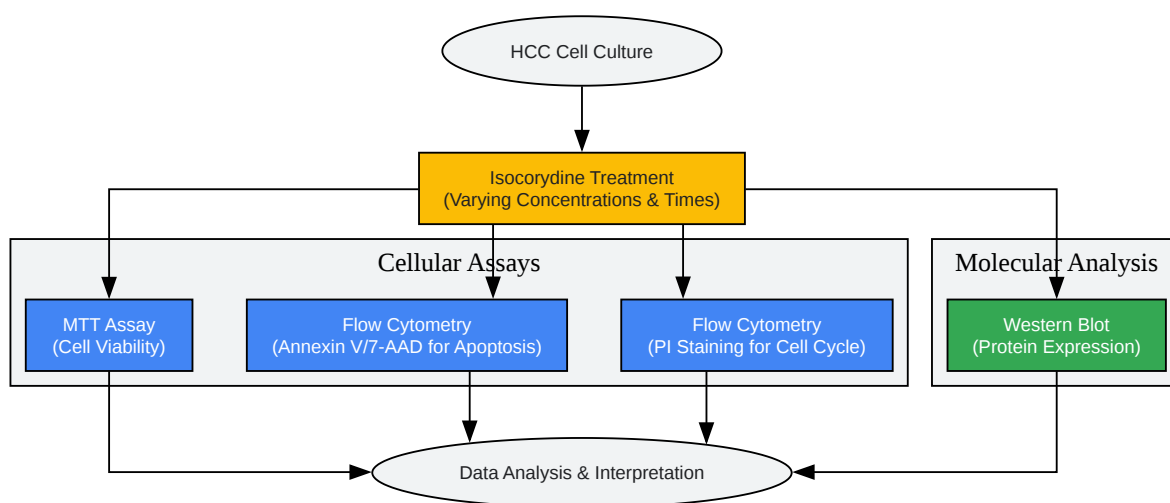 HCC Cell Culture
Isocorydine Treatment
(Varying Concentrations & Times)
Cellular Assays
Molecular Analysis
MTT Assay
(Cell Viability)
Flow Cytometry
(Annexin V/7-AAD for Apoptosis)
Flow Cytometry
(PI Staining for Cell Cycle)
Western Blot
(Protein Expression)
Data Analysis & Interpretation